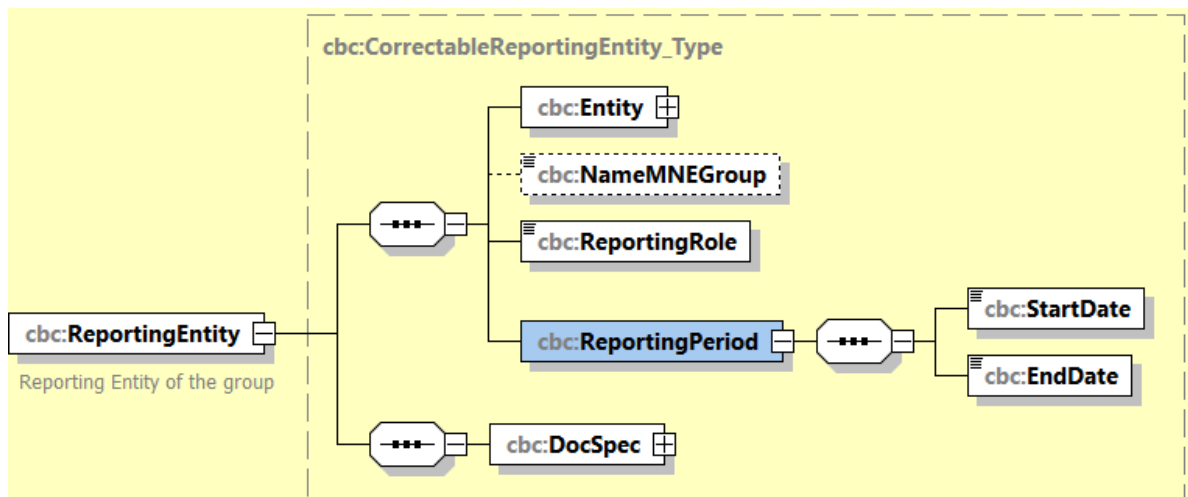 cbc:CorrectableReportingEntity_Type
cbc:Entity
cbc:NameMNEGroup
cbc:ReportingRole
cbc:StartDate
cbc:ReportingEntity
cbc:ReportingPeriod
cbc:EndDate
Reporting Entity of the group
cbc:DocSpec